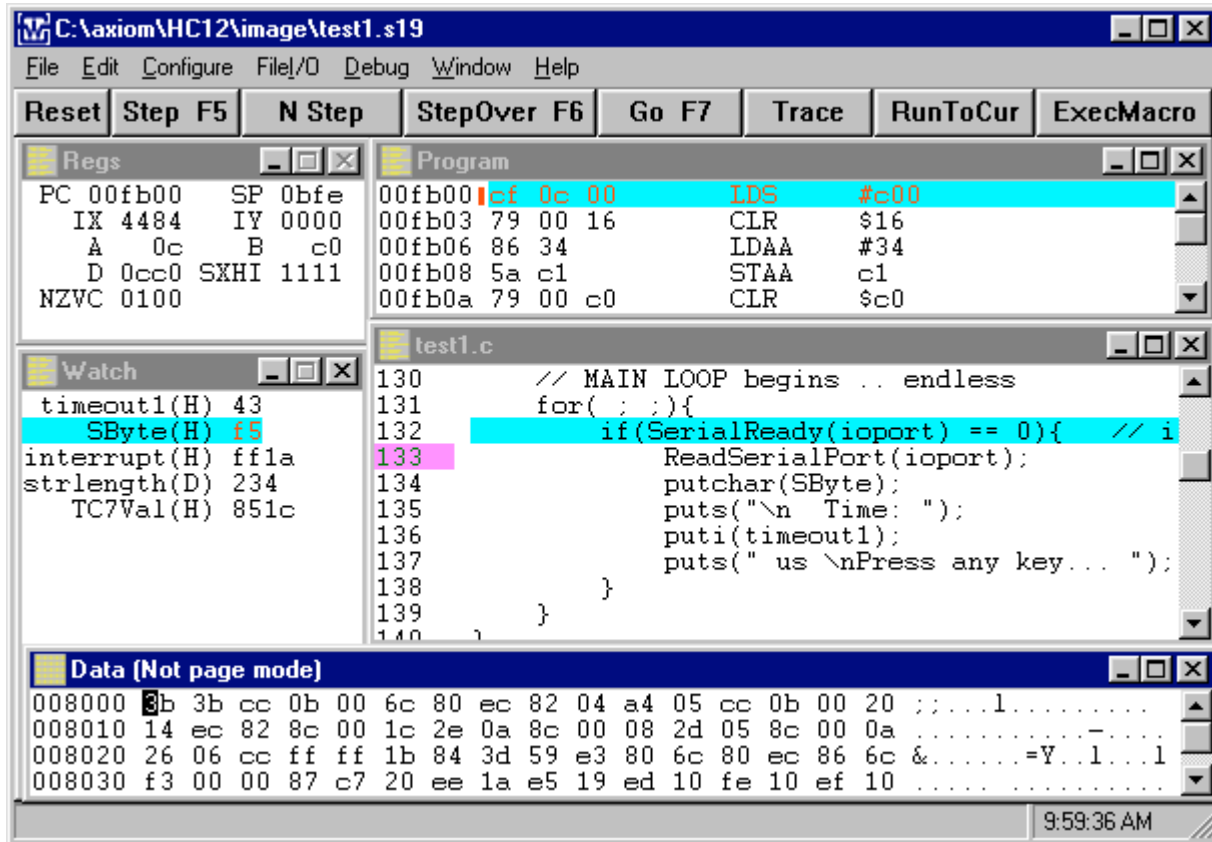 C:\axiom\HC12\image\test1.s19
File Edit Configure FileI/O Debug Window Help
Reset Step F5 N Step StepOver F6 Go F7 Trace RunToCur ExecMacro
Regs
PC 00fb00 SP 0bfe
IX 4484 IY 0000
A 0c B c0
D 0cc0 SXHI 1111
NZVC 0100
Program
00fb00 cf 0c 00 LDS #c00
00fb03 79 00 16 CLR $16
00fb06 86 34 LDAA #34
00fb08 5a c1 STAA c1
00fb0a 79 00 c0 CLR $c0
Watch
timeout1(H) 43
SByte(H) f5
interrupt(H) ff1a
strlength(D) 234
TC7Val(H) 851c
test1.c
130 // MAIN LOOP begins .. endless
131 for( ; ;){
132 if(SerialReady(ioport) == 0){ // i
133 ReadSerialPort(ioport);
134 putchar(SByte);
135 puts("\n Time: ");
136 puti(timeout1);
137 puts(" us \nPress any key... ");
138 }
139 }
140 }
Data (Not page mode)
008000 3b 3b cc 0b 00 6c 80 ec 82 04 a4 05 cc 0b 00 20 ;;...l.........
008010 14 ec 82 8c 00 1c 2e 0a 8c 00 08 2d 05 8c 00 0a ...........-....
008020 26 06 cc ff ff 1b 84 3d 59 e3 80 6c 80 ec 86 6c &......=Y..l...l
008030 f3 00 00 87 c7 20 ee 1a e5 19 ed 10 fe 10 ef 10 ..... ..........
9:59:36 AM